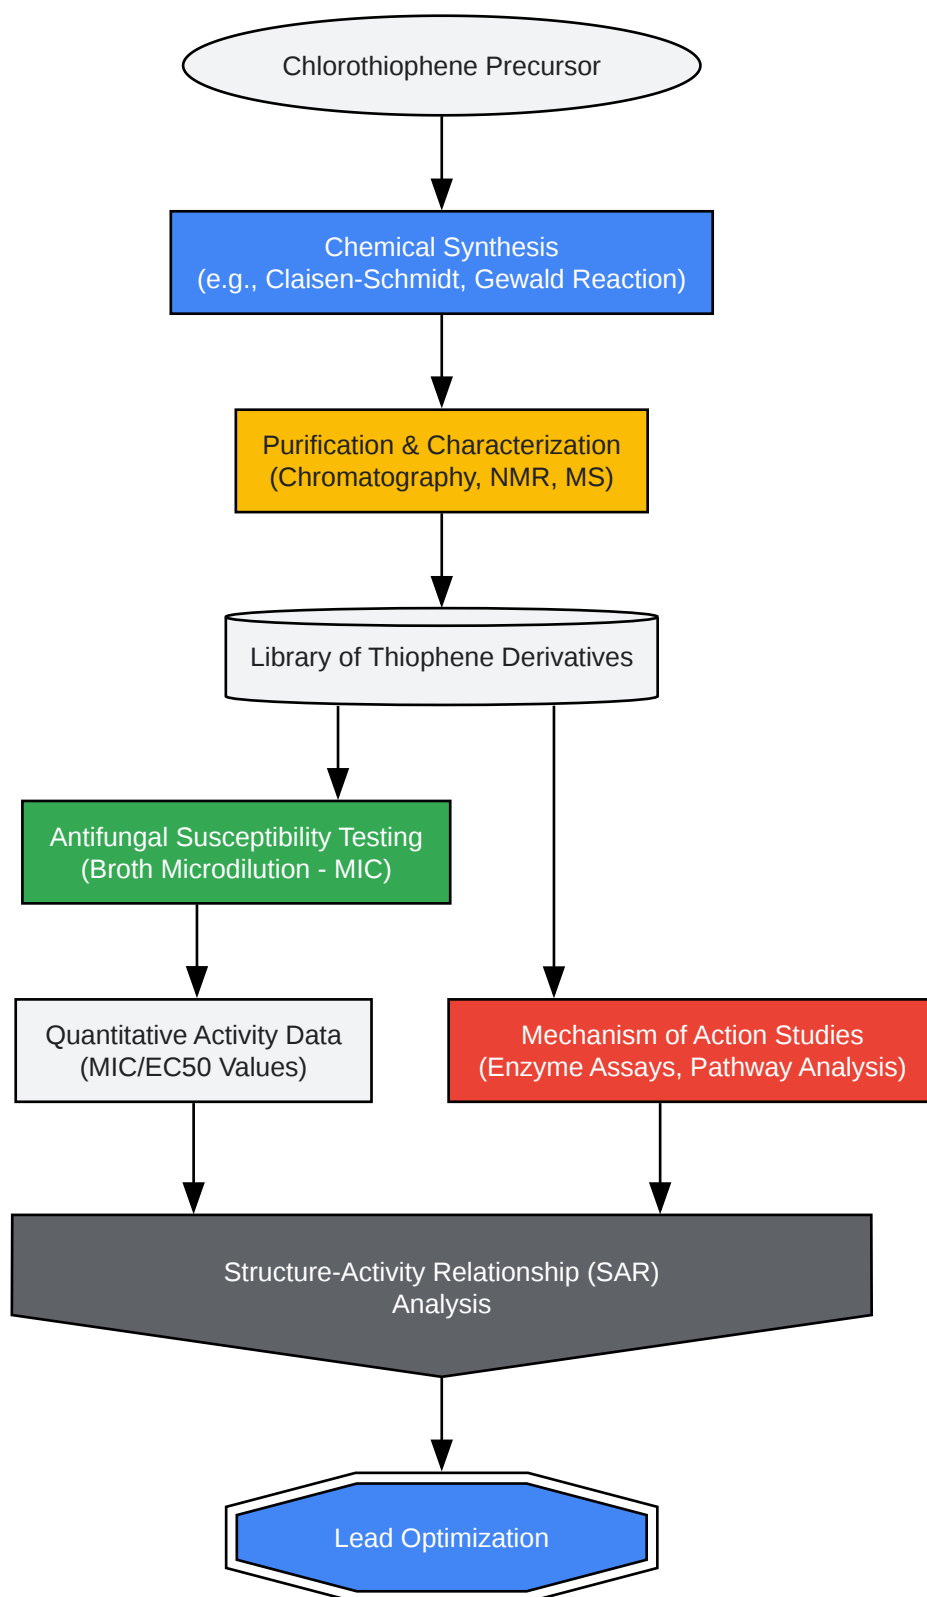 Chlorothiophene Precursor
Chemical Synthesis
(e.g., Claisen-Schmidt, Gewald Reaction)
Purification & Characterization
(Chromatography, NMR, MS)
Library of Thiophene Derivatives
Antifungal Susceptibility Testing
(Broth Microdilution - MIC)
Quantitative Activity Data
(MIC/EC50 Values)
Mechanism of Action Studies
(Enzyme Assays, Pathway Analysis)
Structure-Activity Relationship (SAR)
Analysis
Lead Optimization